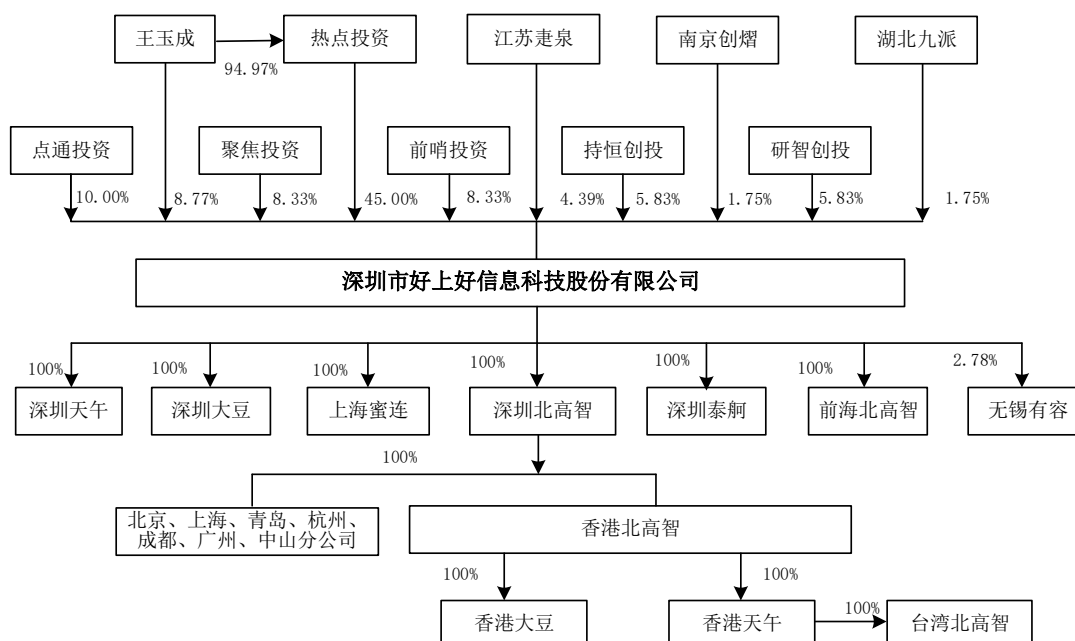 王玉成
热点投资
江苏疌泉
南京创熠
湖北九派
94.97%
点通投资
聚焦投资
前哨投资
持恒创投
研智创投
10.00%
8.77%
8.33%
45.00%
8.33%
4.39%
5.83%
1.75%
5.83%
1.75%
深圳市好上好信息科技股份有限公司
100%
100%
100%
100%
100%
100%
2.78%
深圳天午
深圳大豆
上海蜜连
深圳北高智
深圳泰舸
前海北高智
无锡有容
100%
北京、上海、青岛、杭州、
成都、广州、中山分公司
香港北高智
100%
100%
香港大豆
香港天午
100%
台湾北高智